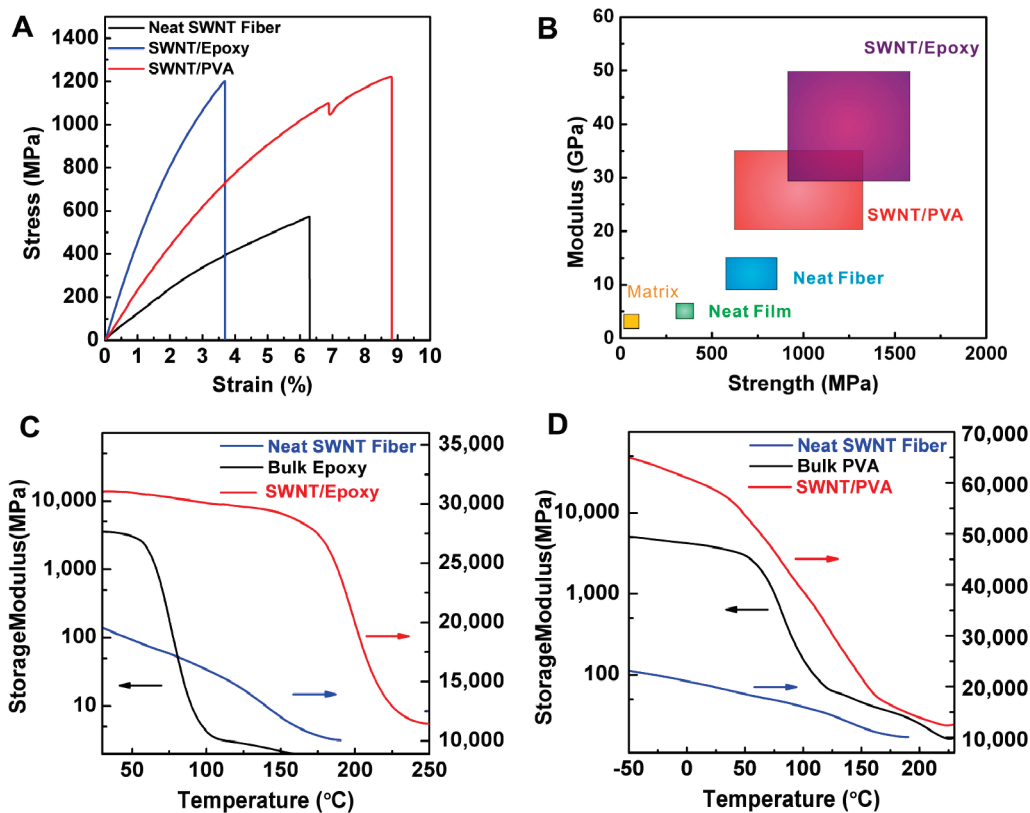 A
Neat SWNT Fiber
SWNT/Epoxy
SWNT/PVA
1400
1200
1000
800
600
400
200
0
Stress (MPa)
0 1 2 3 4 5 6 7 8 9 10
Strain (%)
B
60
50
40
30
20
10
0
Modulus (GPa)
SWNT/Epoxy
SWNT/PVA
Neat Fiber
Matrix
Neat Film
0 500 1000 1500 2000
Strength (MPa)
C
Neat SWNT Fiber
Bulk Epoxy
SWNT/Epoxy
10,000
1,000
100
10
StorageModulus(MPa)
35,000
30,000
25,000
20,000
15,000
10,000
50 100 150 200 250
Temperature (°C)
D
Neat SWNT Fiber
Bulk PVA
SWNT/PVA
10,000
1,000
100
StorageModulus(MPa)
70,000
60,000
50,000
40,000
30,000
20,000
10,000
-50 0 50 100 150 200
Temperature (°C)